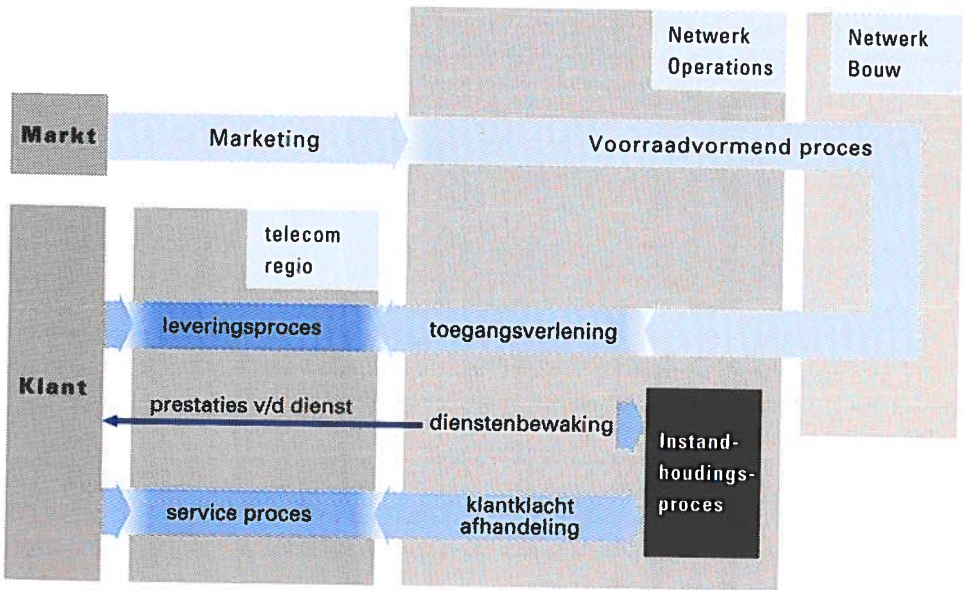 Netwerk
Operations
Netwerk
Bouw
Markt
Marketing
Voorraadvormend proces
telecom
regio
leveringsproces
toegangsverlening
Klant
prestaties v/d dienst
dienstenbewaking
Instand-
houdings-
proces
service proces
klantklacht
afhandeling